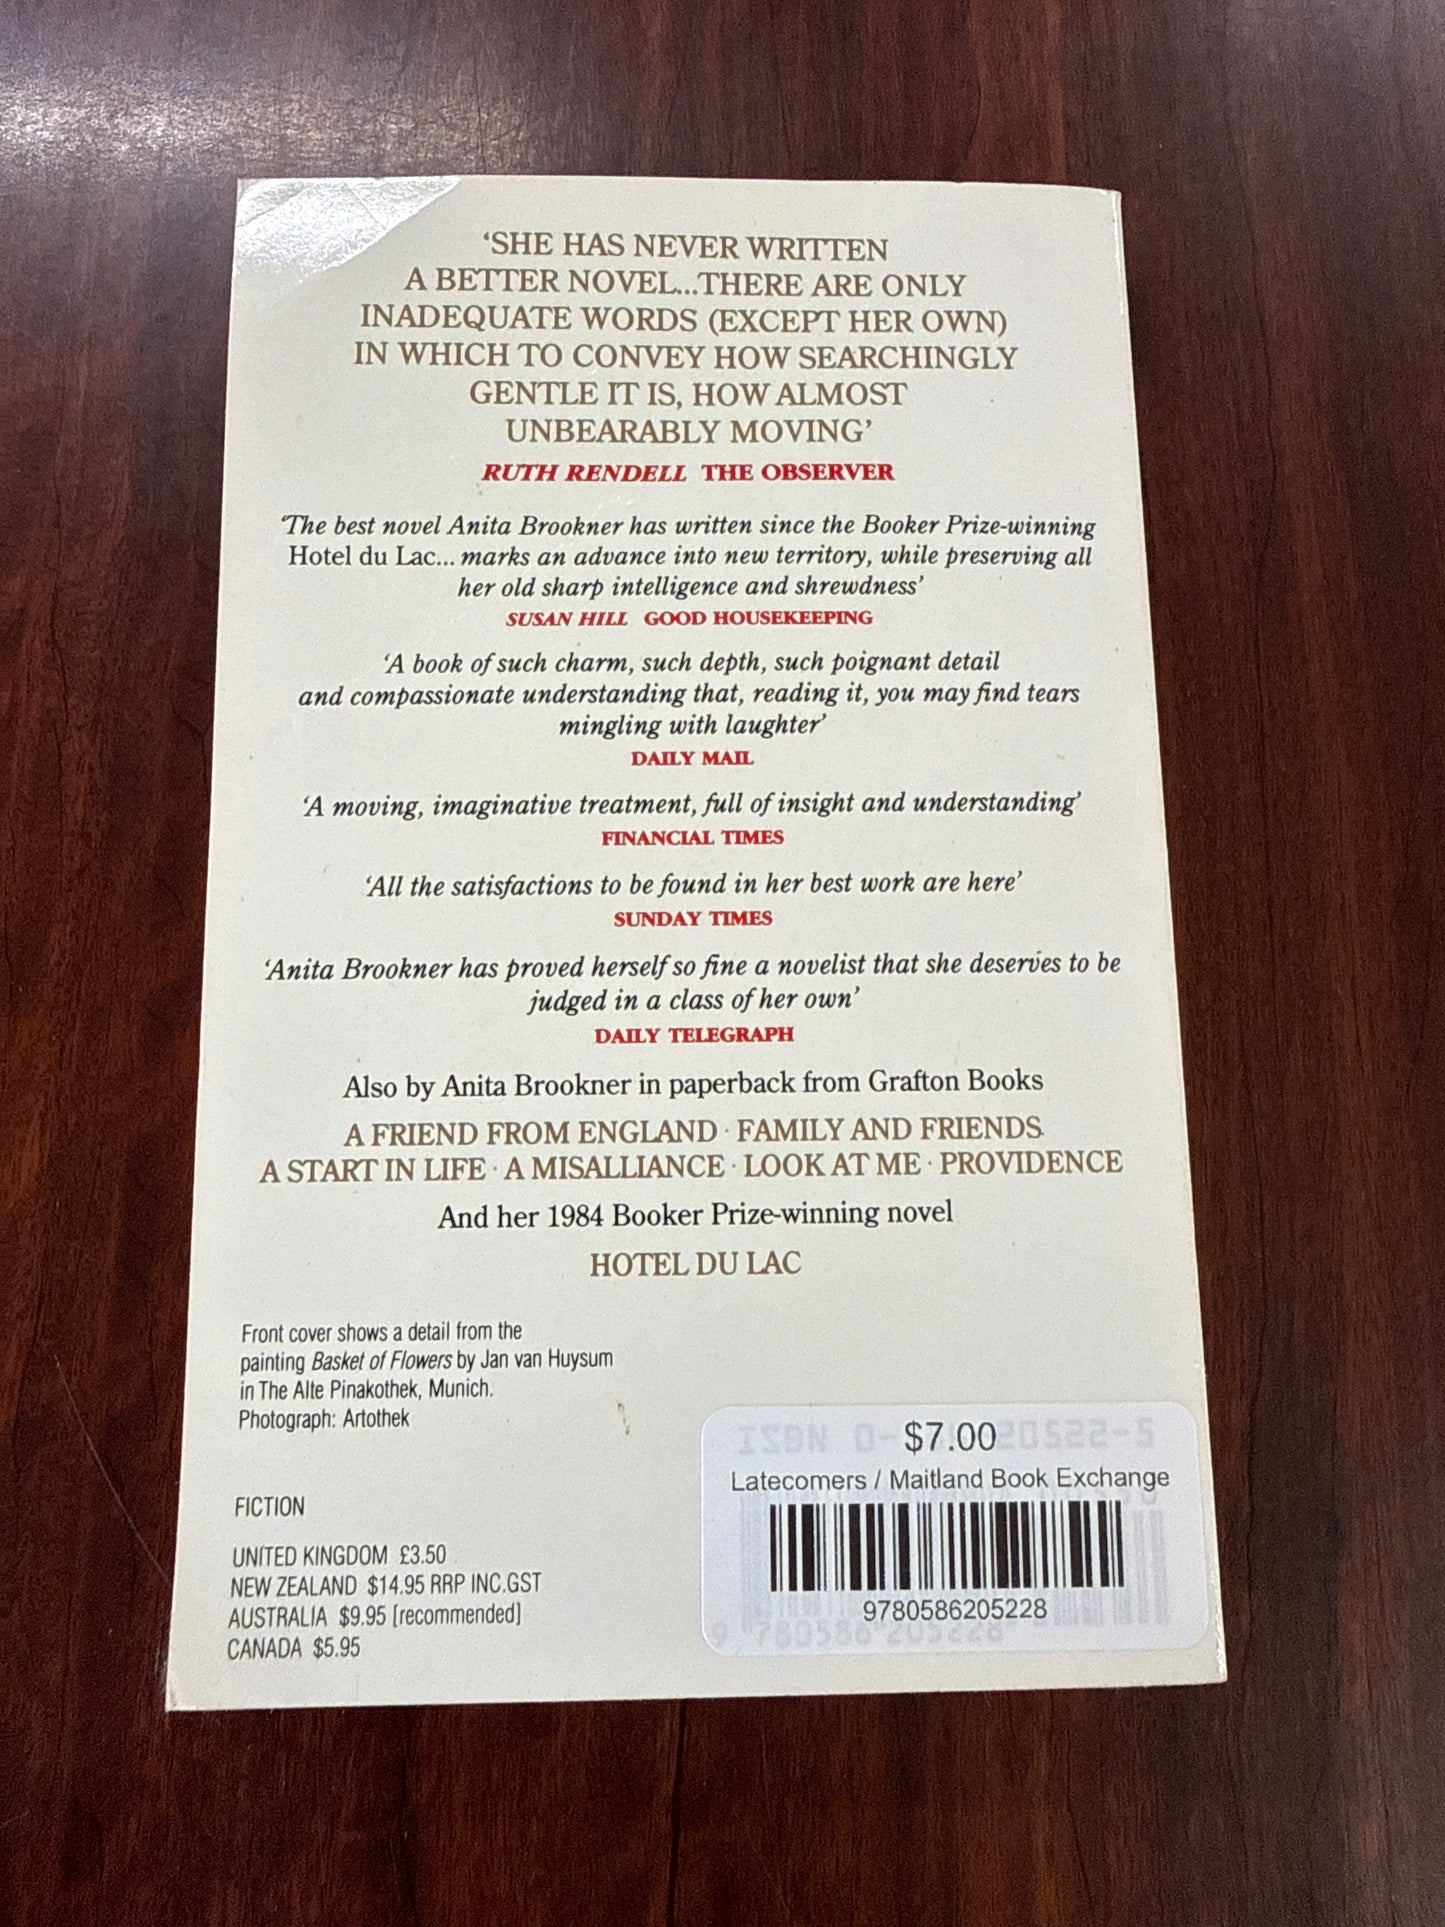 ‘SHE HAS NEVER WRITTEN
A BETTER NOVEL...THERE ARE ONLY
INADEQUATE WORDS (EXCEPT HER OWN)
IN WHICH TO CONVEY HOW SEARCHINGLY
GENTLE IT IS, HOW ALMOST
UNBEARABLY MOVING’
RUTH RENDELL THE OBSERVER
‘The best novel Anita Brookner has written since the Booker Prize-winning
Hotel du Lac... marks an advance into new territory, while preserving all
her old sharp intelligence and shrewdness’
SUSAN HILL GOOD HOUSEKEEPING
‘A book of such charm, such depth, such poignant detail
and compassionate understanding that, reading it, you may find tears
mingling with laughter’
DAILY MAIL
‘A moving, imaginative treatment, full of insight and understanding’
FINANCIAL TIMES
‘All the satisfactions to be found in her best work are here’
SUNDAY TIMES
‘Anita Brookner has proved herself so fine a novelist that she deserves to be
judged in a class of her own’
DAILY TELEGRAPH
Also by Anita Brookner in paperback from Grafton Books
A FRIEND FROM ENGLAND · FAMILY AND FRIENDS
A START IN LIFE · A MISALLIANCE · LOOK AT ME · PROVIDENCE
And her 1984 Booker Prize-winning novel
HOTEL DU LAC
Front cover shows a detail from the
painting Basket of Flowers by Jan van Huysum
in The Alte Pinakothek, Munich.
Photograph: Artothek
FICTION
UNITED KINGDOM £3.50
NEW ZEALAND $14.95 RRP INC.GST
AUSTRALIA $9.95 [recommended]
CANADA $5.95
ISBN 0- 20522-5
$7.00
Latecomers / Maitland Book Exchange
9780586205228
9 780586 205228